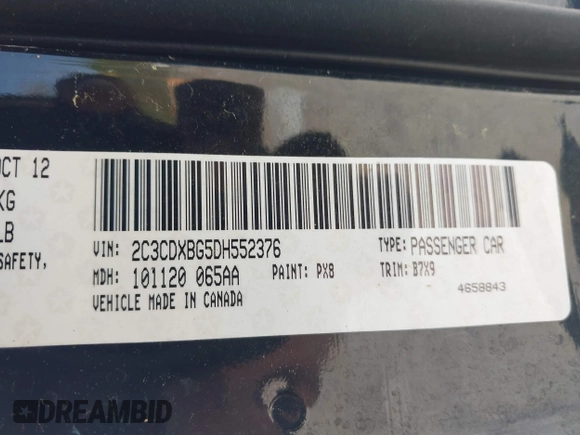 OCT 12
KG
LB
SAFETY,
VIN: 2C3CDXBG5DH552376
TYPE: PASSENGER CAR
MDH: 101120 065AA
PAINT: PX8
TRIM: B7X9
VEHICLE MADE IN CANADA
4658843
DREAMBID